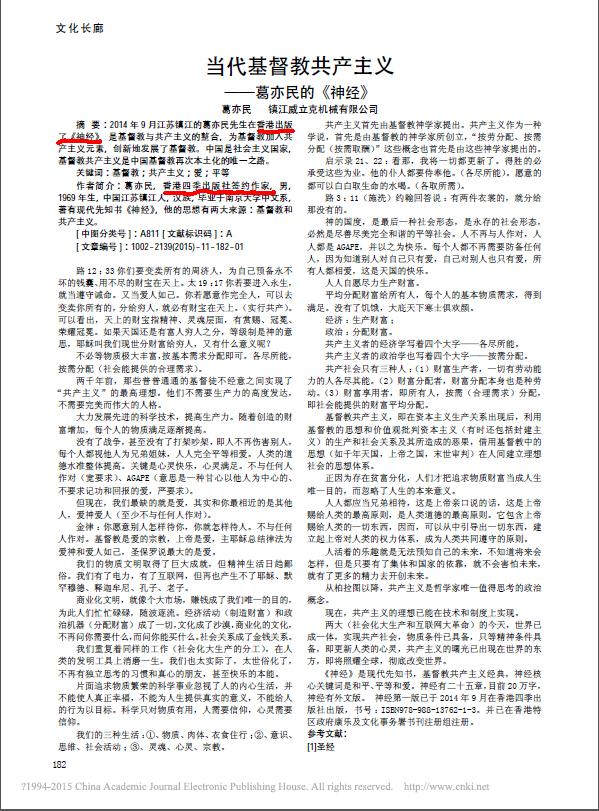 文化长廊
当代基督教共产主义
——葛亦民的《神经》
葛亦民　镇江威立克机械有限公司
摘 要：2014 年 9 月江苏镇江的葛亦民先生在香港出版
了《神经》，是基督教与共产主义的整合，为基督教加入共
产主义元素，创新地发展了基督教。中国是社会主义国家，
基督教共产主义是中国基督教再次本土化的唯一之路。
关键词：基督教；共产主义；爱；平等
作者简介：葛亦民，香港四季出版社签约作家，男，
1969 年生，中国江苏镇江人，汉族，毕业于南京大学中文系，
著有现代先知书《神经》，他的思想有两大来源：基督教和
共产主义。
[ 中图分类号 ]：A811 [ 文献标识码 ]：A
[ 文章编号 ]：1002-2139(2015)-11-182-01
路 12：33 你们要变卖所有的周济人，为自己预备永不
坏的钱囊、用不尽的财宝在天上。太 19：17 你若要进入永生，
就当遵守诫命。又当爱人如己。你若愿意作完全人，可以去
变卖你所有的，分给穷人，就必有财宝在天上。（实行共产）。
可以看出，天上的财宝指精神、灵魂层面，有赏赐、冠冕、
荣耀冠冕。如果天国还是有富人穷人之分，等级制是神的意
思，耶稣叫我们现世分财富给穷人，又有什么意义呢？
不必等物质极大丰富，按基本需求分配即可。各尽所能，
按需分配（社会能提供的合理需求）。
两千年前，那些普普通通的基督徒不经意之间实现了
“共产主义”的最高理想。他们不需要生产力的高度发达，
不需要完美而伟大的人格。
大力发展先进的科学技术，提高生产力。随着创造的财
富增加，每个人的物质满足逐渐提高。
没有了战争，甚至没有了打架吵架，即人不再伤害别人，
每个人都视他人为兄弟姐妹，人人完全平等相爱。人类的道
德水准整体提高。关键是心灵快乐，心灵满足。不与任何人
作对（宽要求）、AGAPE（意思是一种甘心以他人为中心的、
不要求记功和回报的爱，严要求）。
但现在，我们最缺的就是爱，其实和你最相近的是其他
人，爱神爱人（至少不与任何人作对）。
金律：你愿意别人怎样待你，你就怎样待人。不与任何
人作对。基督教是爱的宗教，上帝是爱，主耶稣总结律法为
爱神和爱人如己，圣保罗说最大的是爱。
我们的物质文明取得了巨大成就，但精神生活日趋鄙
俗。我们有了电力，有了互联网，但再也产生不了耶稣、默
罕穆德、释迦牟尼、孔子、老子。
商业化文明，就像个大市场，赚钱成了我们唯一的目的，
为此人们忙忙碌碌，随波逐流。经济活动（制造财富）和政
治机器（分配财富）成了一切，文化成了沙漠，商业化的文化，
不再问你需要什么，而问你能买什么。社会关系成了金钱关系。
我们重复着同样的工作（社会化大生产的分工），在人
类的发明工具上消磨一生。我们也太实际了，太世俗化了，
不再有独立思考的习惯和真心的朋友，甚至快乐的本能。
片面追求物质繁荣的科学事业忽视了人的内心生活，并
不能使人真正幸福，不能为人生提供真实的意义，不能给人
的行为以目标。科学只对物质有用，人需要信仰，心灵需要
信仰。
我们的三种生活：①、物质、肉体、衣食住行；②、意识、
思维、社会活动；③、灵魂、心灵、宗教。
182
共产主义首先由基督教神学家提出。共产主义作为一种
学说，首先是由基督教的神学家所创立，“按劳分配、按需
分配（按需取酬）”这些概念也首先是由这些神学家提出的。
启示录 21、22：看那，我将一切都更新了。得胜的必
承受这些为业。他的仆人都要侍奉他。（各尽所能）。愿意的
都可以白白取生命的水喝。（各取所需）。
路 3：11（施洗）约翰回答说：有两件衣裳的，就分给
那没有的。
神的国度，是最后一种社会形态，是永存的社会形态，
必然是尽善尽美完全和谐的平等社会。人不再与人作对，人
人都是 AGAPE，并以之为快乐。每个人都不再需要防备任何
人，因为知道别人对自己只有爱，自己对别人也只有爱，所
有人都相爱，这是天国的快乐。
人人自愿尽力生产财富。
平均分配财富给所有人，每个人的基本物质需求，得到
满足。没有了饥饿，大庇天下寒士俱欢颜。
经济：生产财富；
政治：分配财富。
共产主义者的经济学写着四个大字——各尽所能。
共产主义者的政治学也写着四个大字——按需分配。
共产社会只有三种人：（1）财富生产者，一切有劳动能
力的人各尽其能。（2）财富分配者，财富分配本身也是种劳
动。（3）财富享用者，即所有人，按需（合理需求）分配，
即社会能提供的财富平均分配。
基督教共产主义，即在资本主义生产关系出现后，利用
基督教的思想和价值观批判资本主义（有时还包括封建主
义）的生产和社会关系及其所造成的恶果，借用基督教中的
思想（如千年天国，上帝之国，末世审判）在人间建立理想
社会的思想体系。
正因为存在贫富分化，人们才把追求物质财富当成人生
唯一目的，而忽略了人生的本来意义。
人人都应当兄弟相待，这是上帝亲口说的话，这是上帝
赐给人类的最高原则，是人类道德的最高原则。它包含上帝
赐给人类的一切东西，因而，可以从中引导出一切东西，建
立起上帝对人类的权力体系，成为人类共同遵守的原则。
人活着的乐趣就是无法预知自己的未来，不知道将来会
怎样，但是只要有了集体和国家的依靠，就不会害怕未来，
就有了更多的精力去开创未来。
从柏拉图以降，共产主义是哲学家唯一值得思考的政治
概念。
现在，共产主义的理想已能在技术和制度上实现。
两大（社会化大生产和互联网大革命）的今天，世界已
成一体，实现共产社会，物质条件已具备，只等精神条件具
备，即更新人类的心灵，共产主义的曙光已出现在世界的东
方，即将照耀全球，彻底改变世界。
《神经》是现代先知书，基督教共产主义经典，神经核
心关键词是和平、平等和爱。神经有二十五章，目前 20 万字，
神经有外文版。 神经第一版已于 2014 年 9 月在香港四季出
版社出版，书号：ISEN978-988-13762-1-3。并已在香港特
区政府康乐及文化事务署书刊注册组注册。
参考文献：
[1]圣经
?1994-2015 China Academic Journal Electronic Publishing House. All rights reserved. http://www.cnki.net